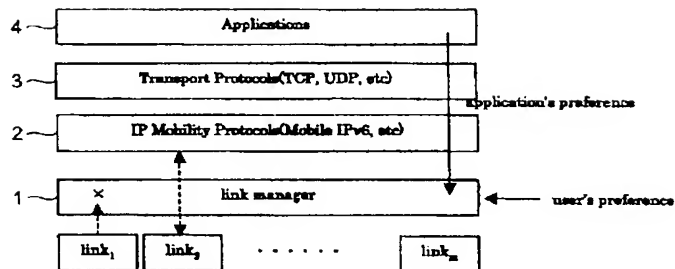 4 Applications
3 Transport Protocols(TCP, UDP, etc)
application's preference
2 IP Mobility Protocols(Mobile IPv6, etc)
1 × link manager
user's preference
link1 link2 · · · · · · linkm